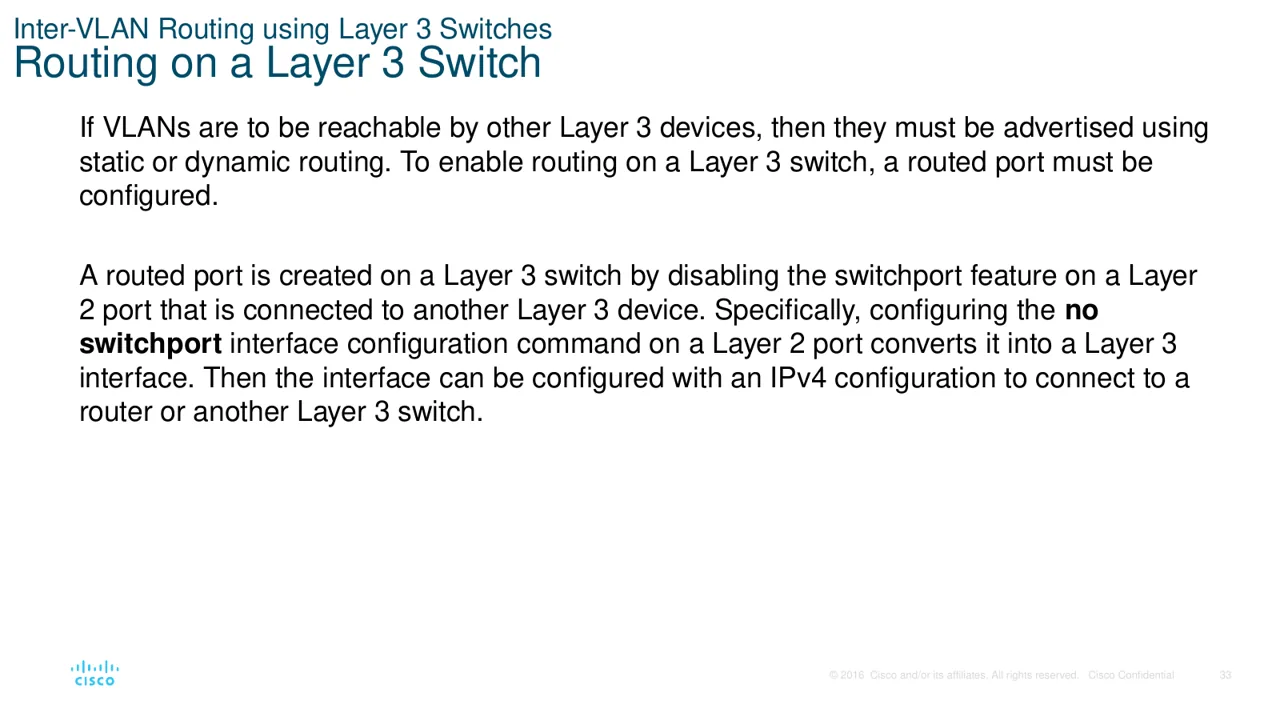 Inter-VLAN Routing using Layer 3 Switches
Routing on a Layer 3 Switch
If VLANs are to be reachable by other Layer 3 devices, then they must be advertised using
static or dynamic routing. To enable routing on a Layer 3 switch, a routed port must be
configured.
A routed port is created on a Layer 3 switch by disabling the switchport feature on a Layer
2 port that is connected to another Layer 3 device. Specifically, configuring the no
switchport interface configuration command on a Layer 2 port converts it into a Layer 3
interface. Then the interface can be configured with an IPv4 configuration to connect to a
router or another Layer 3 switch.
CISCO
© 2016 Cisco and/or its affiliates. All rights reserved. Cisco Confidential 33